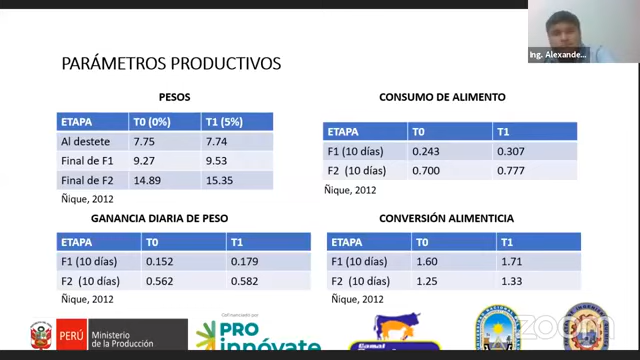 Ing. Alexande...
PARÁMETROS PRODUCTIVOS
PESOS
ETAPA T0 (0%) T1 (5%)
Al destete 7.75 7.74
Final de F1 9.27 9.53
Final de F2 14.89 15.35
Ñique, 2012
CONSUMO DE ALIMENTO
ETAPA T0 T1
F1 (10 días) 0.243 0.307
F2 (10 días) 0.700 0.777
Ñique, 2012
GANANCIA DIARIA DE PESO
ETAPA T0 T1
F1 (10 días) 0.152 0.179
F2 (10 días) 0.562 0.582
Ñique, 2012
CONVERSIÓN ALIMENTICIA
ETAPA T0 T1
F1 (10 días) 1.60 1.71
F2 (10 días) 1.25 1.33
Ñique, 2012
PERÚ
Ministerio
de la Producción
PRO
innóvate
zoom